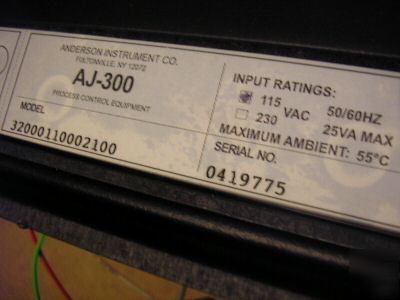 ANDERSON INSTRUMENT CO.
FULTONVILLE, NY 12072
AJ-300
PROCESS CONTROL EQUIPMENT
MODEL
32000110002100
INPUT RATINGS:
115 VAC 50/60HZ
230 25VA MAX
MAXIMUM AMBIENT: 55°C
SERIAL NO.
0419775